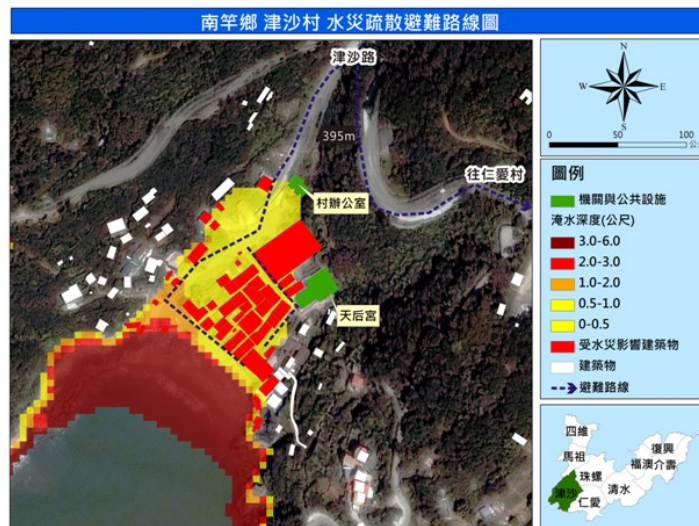 南竿鄉 津沙村 水災疏散避難路線圖
津沙路
395m
往仁愛村
村辦公室
天后宮
N
W
E
S
0
50
100
公尺
圖例
機關與公共設施
淹水深度(公尺)
3.0-6.0
2.0-3.0
1.0-2.0
0.5-1.0
0-0.5
受水災影響建築物
建築物
避難路線
四維
馬祖
珠螺
津沙
仁愛
清水
福澳
復興
介壽